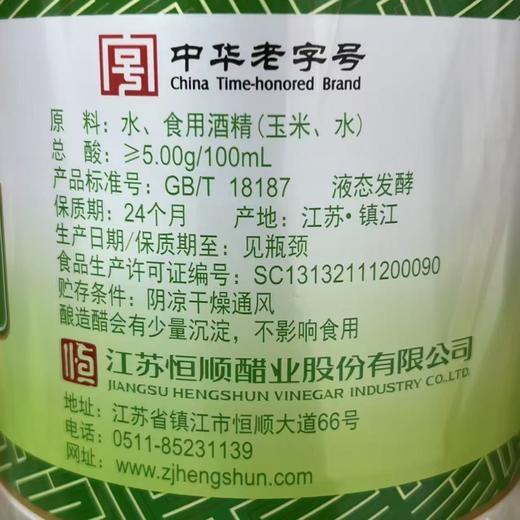 中华老字号
China Time-honored Brand
原 料: 水、食用酒精(玉米、水)
总 酸: ≥5.00g/100mL
产品标准号: GB/T 18187 液态发酵
保质期: 24个月 产地: 江苏·镇江
生产日期/保质期至: 见瓶颈
食品生产许可证编号: SC13132111200090
贮存条件: 阴凉干燥通风
酿造醋会有少量沉淀, 不影响食用
恒 江苏恒顺醋业股份有限公司
JIANGSU HENGSHUN VINEGAR INDUSTRY CO.,LTD.
地址: 江苏省镇江市恒顺大道66号
电话: 0511-85231139
网址: www.zjhengshun.com